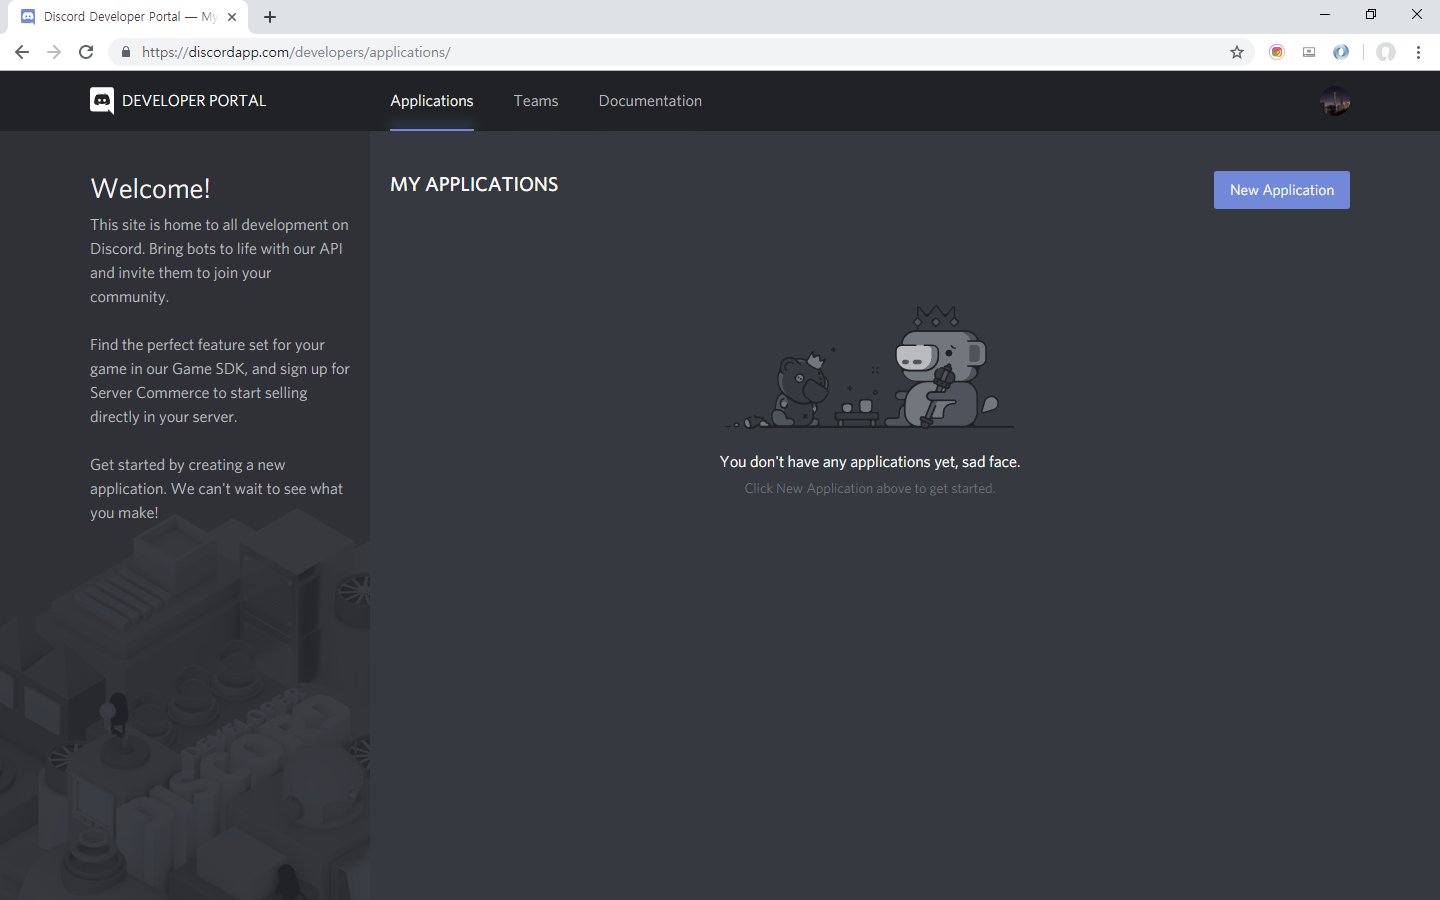 Discord Developer Portal — My
https://discordapp.com/developers/applications/
DEVELOPER PORTAL
Applications
Teams
Documentation
Welcome!
This site is home to all development on
Discord. Bring bots to life with our API
and invite them to join your
community.
Find the perfect feature set for your
game in our Game SDK, and sign up for
Server Commerce to start selling
directly in your server.
Get started by creating a new
application. We can't wait to see what
you make!
DEVELOPERS
DISCORD
MY APPLICATIONS
New Application
You don't have any applications yet, sad face.
Click New Application above to get started.